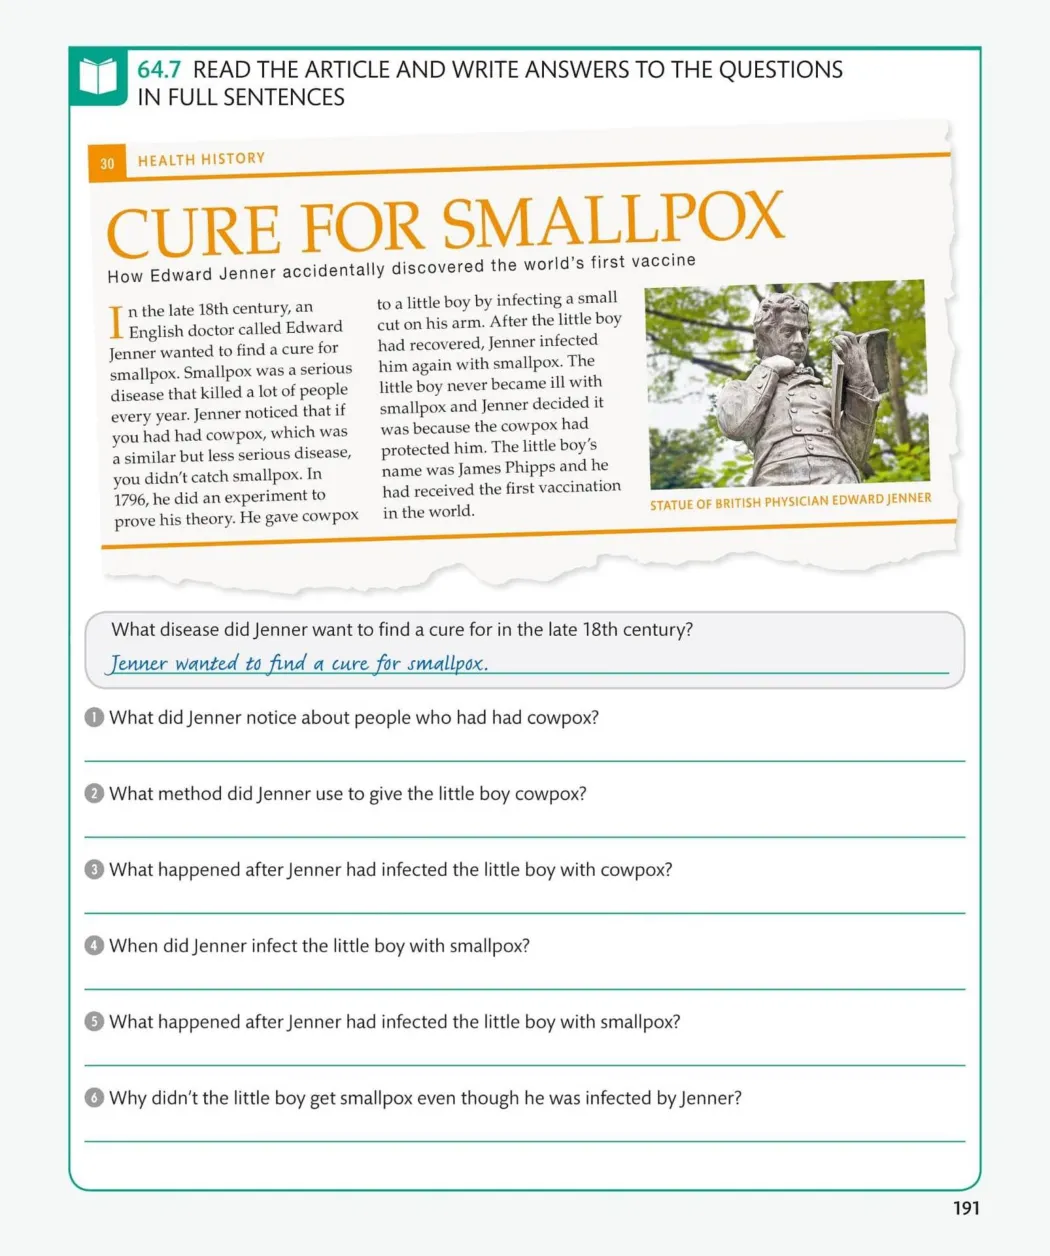 64.7 READ THE ARTICLE AND WRITE ANSWERS TO THE QUESTIONS
IN FULL SENTENCES
30 HEALTH HISTORY
CURE FOR SMALLPOX
How Edward Jenner accidentally discovered the world's first vaccine
In the late 18th century, an
English doctor called Edward
Jenner wanted to find a cure for
smallpox. Smallpox was a serious
disease that killed a lot of people
every year. Jenner noticed that if
you had had cowpox, which was
a similar but less serious disease,
you didn't catch smallpox. In
1796, he did an experiment to
prove his theory. He gave cowpox
to a little boy by infecting a small
cut on his arm. After the little boy
had recovered, Jenner infected
him again with smallpox. The
little boy never became ill with
smallpox and Jenner decided it
was because the cowpox had
protected him. The little boy's
name was James Phipps and he
had received the first vaccination
in the world.
STATUE OF BRITISH PHYSICIAN EDWARD JENNER
What disease did Jenner want to find a cure for in the late 18th century?
Jenner wanted to find a cure for smallpox.
1 What did Jenner notice about people who had had cowpox?
2 What method did Jenner use to give the little boy cowpox?
3 What happened after Jenner had infected the little boy with cowpox?
4 When did Jenner infect the little boy with smallpox?
5 What happened after Jenner had infected the little boy with smallpox?
6 Why didn't the little boy get smallpox even though he was infected by Jenner?
191